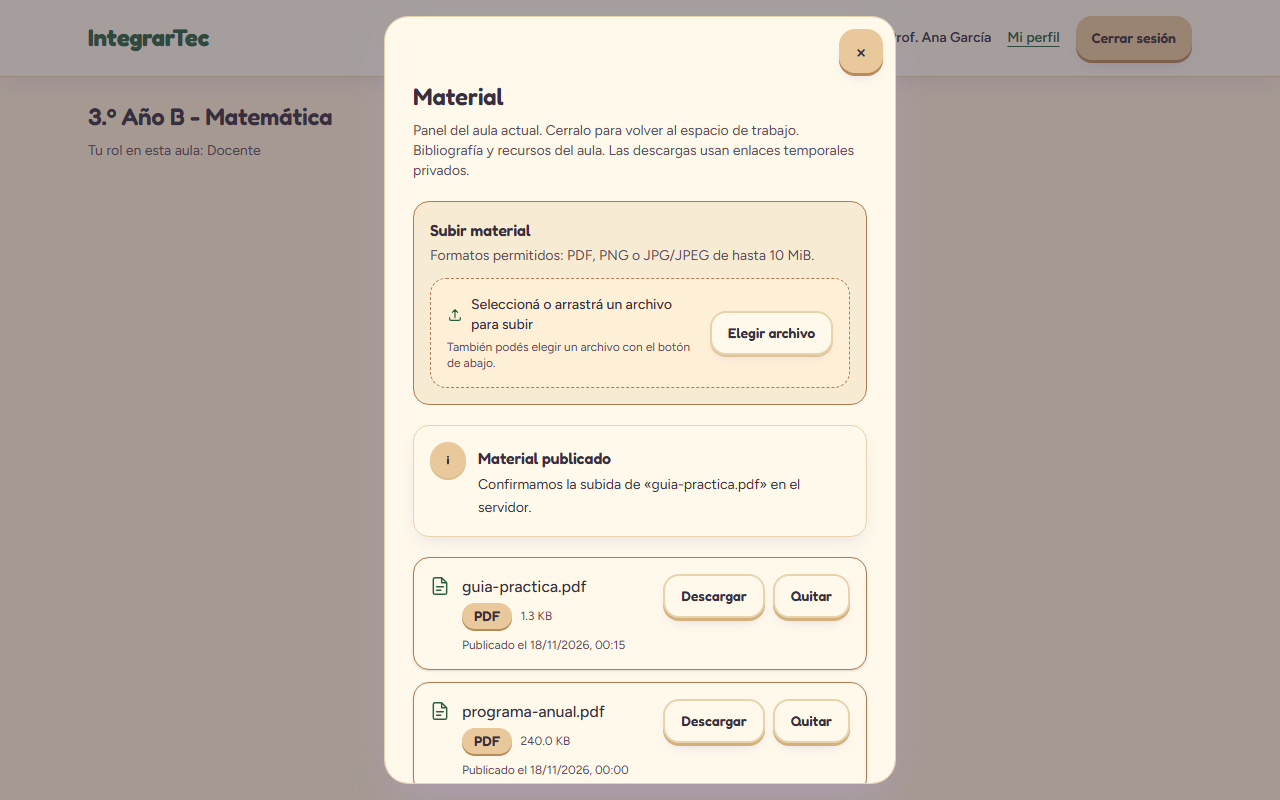 IntegrarTec
Prof. Ana García
Mi perfil
Cerrar sesión
3.º Año B - Matemática
Tu rol en esta aula: Docente
×
Material
Panel del aula actual. Cerralo para volver al espacio de trabajo.
Bibliografía y recursos del aula. Las descargas usan enlaces temporales
privados.
Subir material
Formatos permitidos: PDF, PNG o JPG/JPEG de hasta 10 MiB.
Seleccioná o arrastrá un archivo
para subir
También podés elegir un archivo con el botón
de abajo.
Elegir archivo
i
Material publicado
Confirmamos la subida de «guia-practica.pdf» en el
servidor.
guia-practica.pdf
PDF 1.3 KB
Publicado el 18/11/2026, 00:15
Descargar
Quitar
programa-anual.pdf
PDF 240.0 KB
Publicado el 18/11/2026, 00:00
Descargar
Quitar